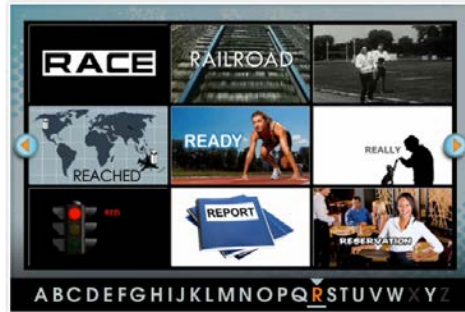 RACE
RAILROAD
REACHED
READY
REALLY
RED
REPORT
RESERVATION
ABCDEFGHIJKLMNOPQRSTUVWXYZ